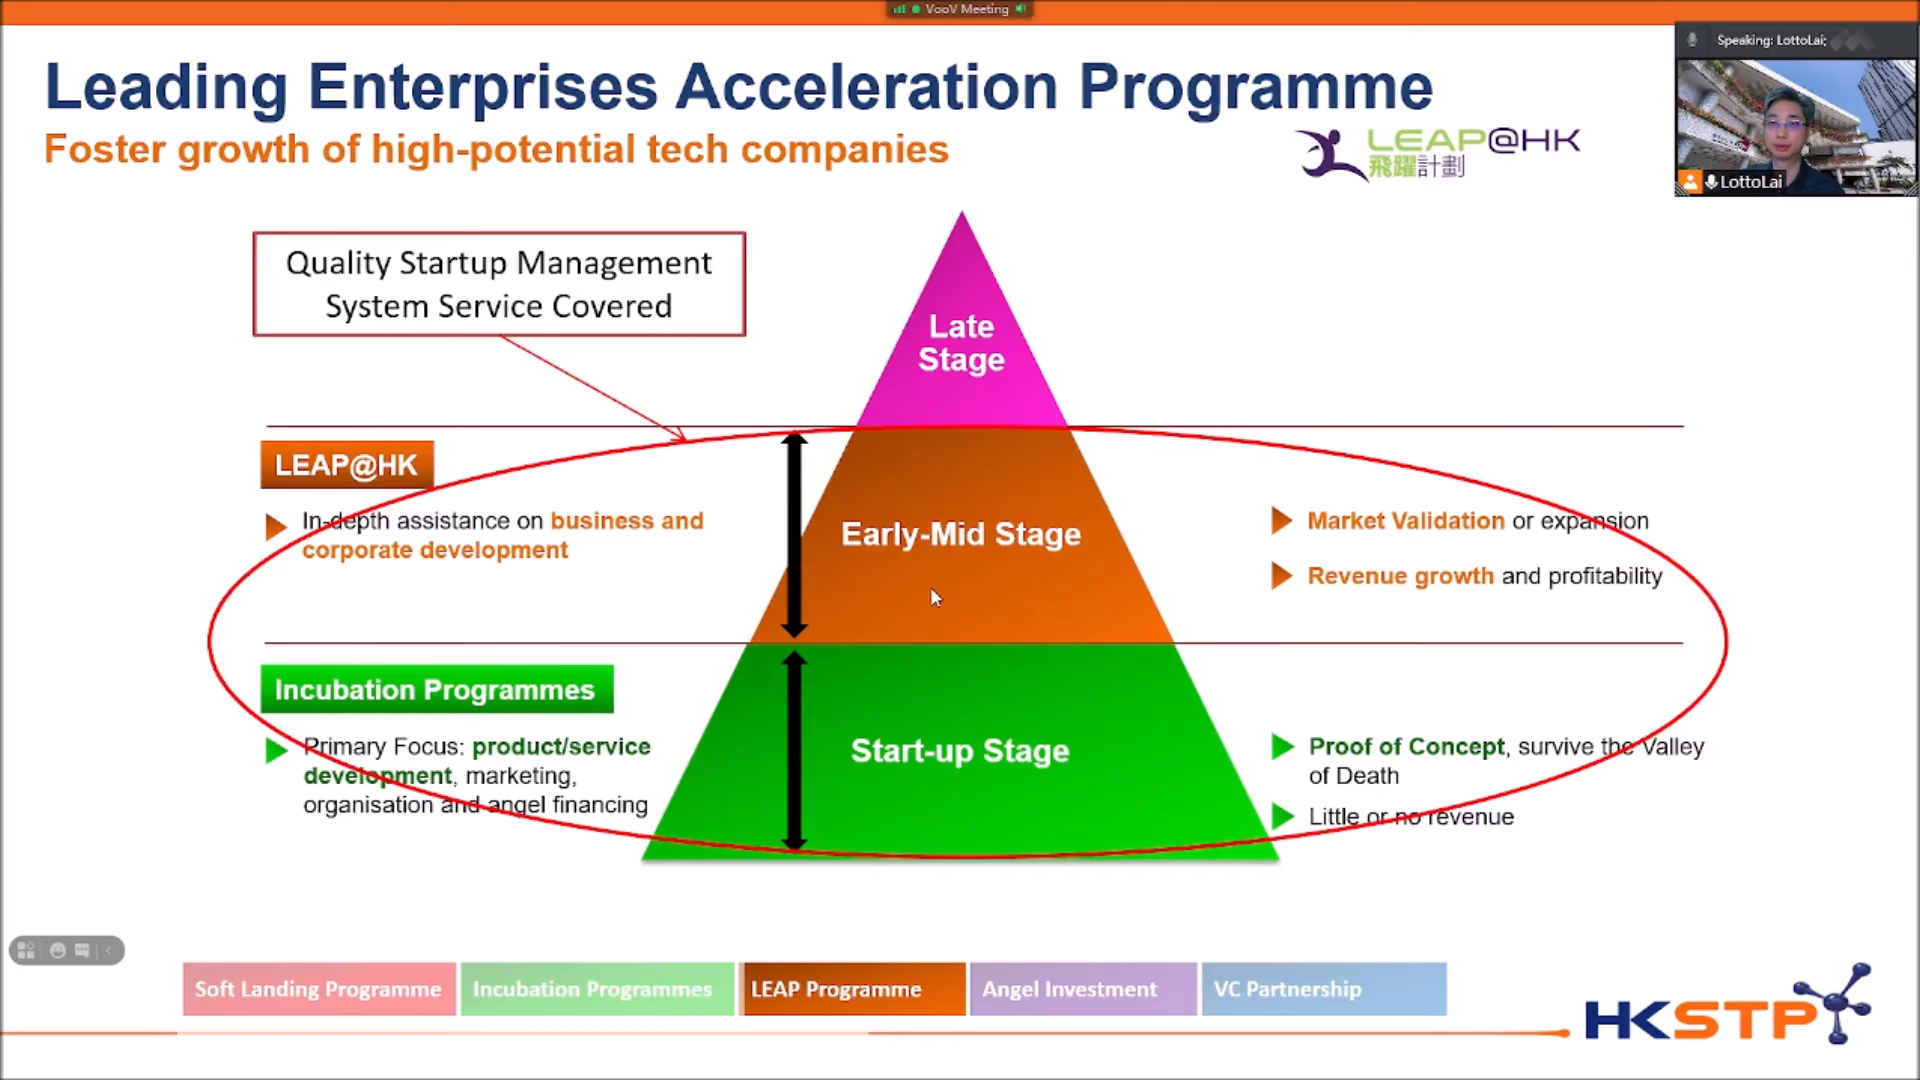 VooV Meeting
Speaking: LottoLai;
LottoLai
Leading Enterprises Acceleration Programme
Foster growth of high-potential tech companies
LEAP@HK
飛躍計劃
Quality Startup Management
System Service Covered
Late
Stage
LEAP@HK
In-depth assistance on business and
corporate development
Early-Mid Stage
Market Validation or expansion
Revenue growth and profitability
Incubation Programmes
Primary Focus: product/service
development, marketing,
organisation and angel financing
Start-up Stage
Proof of Concept, survive the Valley
of Death
Little or no revenue
Soft Landing Programme
Incubation Programmes
LEAP Programme
Angel Investment
VC Partnership
HKSTP